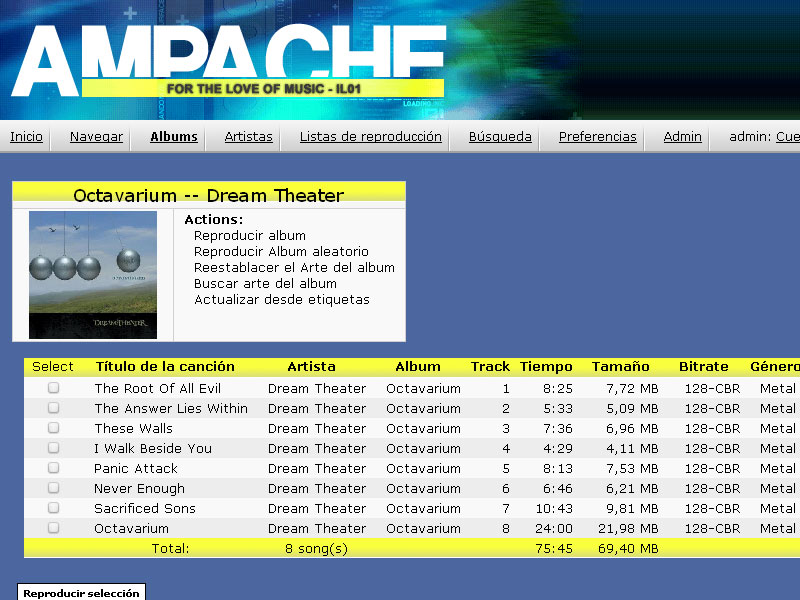 AMPACHE
FOR THE LOVE OF MUSIC - IL01
LOADING
Inicio Navegar Albums Artistas Listas de reproducción Búsqueda Preferencias Admin admin: Cue
Octavarium -- Dream Theater
Actions:
Reproducir album
Reproducir Album aleatorio
Reestablacer el Arte del album
Buscar arte del album
Actualizar desde etiquetas
DREAM THEATER
Select Título de la canción Artista Album Track Tiempo Tamaño Bitrate Género
The Root Of All Evil Dream Theater Octavarium 1 8:25 7,72 MB 128-CBR Metal
The Answer Lies Within Dream Theater Octavarium 2 5:33 5,09 MB 128-CBR Metal
These Walls Dream Theater Octavarium 3 7:36 6,96 MB 128-CBR Metal
I Walk Beside You Dream Theater Octavarium 4 4:29 4,11 MB 128-CBR Metal
Panic Attack Dream Theater Octavarium 5 8:13 7,53 MB 128-CBR Metal
Never Enough Dream Theater Octavarium 6 6:46 6,21 MB 128-CBR Metal
Sacrificed Sons Dream Theater Octavarium 7 10:43 9,81 MB 128-CBR Metal
Octavarium Dream Theater Octavarium 8 24:00 21,98 MB 128-CBR Metal
Total: 8 song(s) 75:45 69,40 MB
Reproducir selección